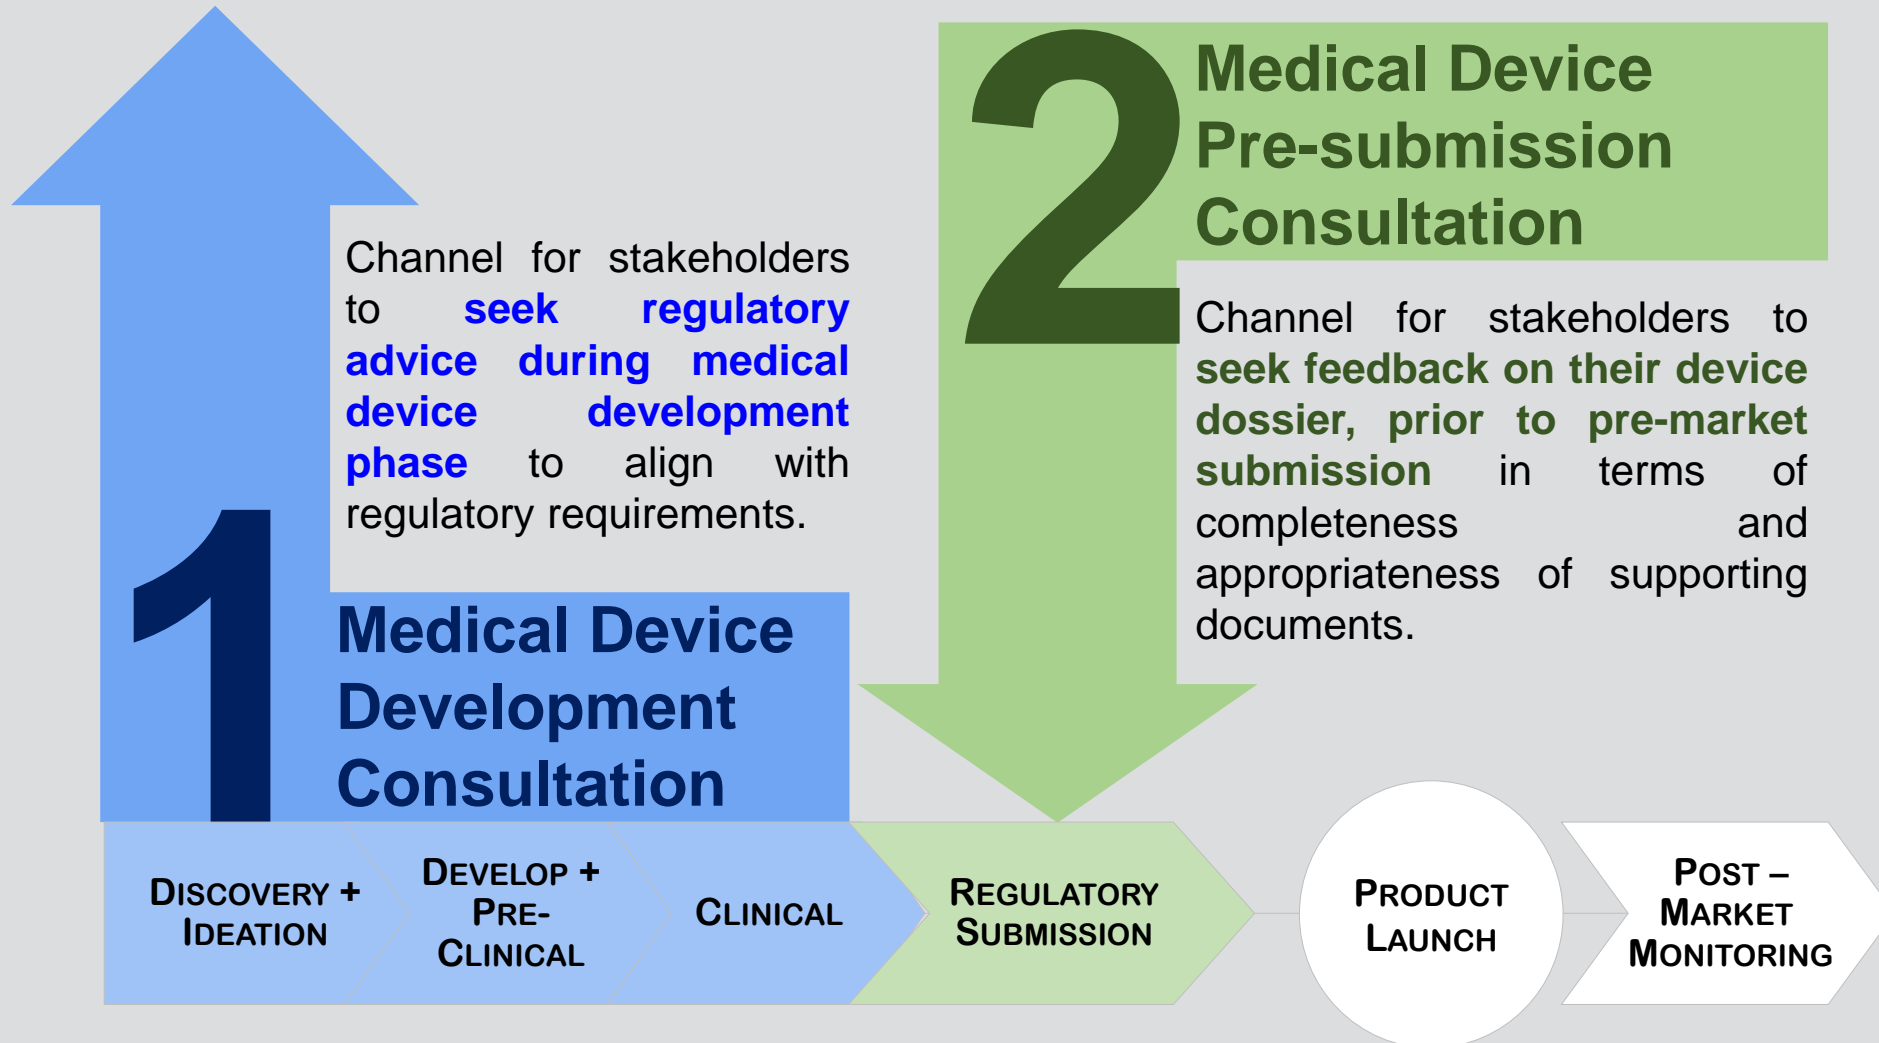 1
Channel for stakeholders
to seek regulatory
advice during medical
device development
phase to align with
regulatory requirements.
Medical Device
Development
Consultation
2
Medical Device
Pre-submission
Consultation
Channel for stakeholders to
seek feedback on their device
dossier, prior to pre-market
submission in terms of
completeness and
appropriateness of supporting
documents.
DISCOVERY +
IDEATION
DEVELOP +
PRE-
CLINICAL
CLINICAL
REGULATORY
SUBMISSION
PRODUCT
LAUNCH
POST –
MARKET
MONITORING